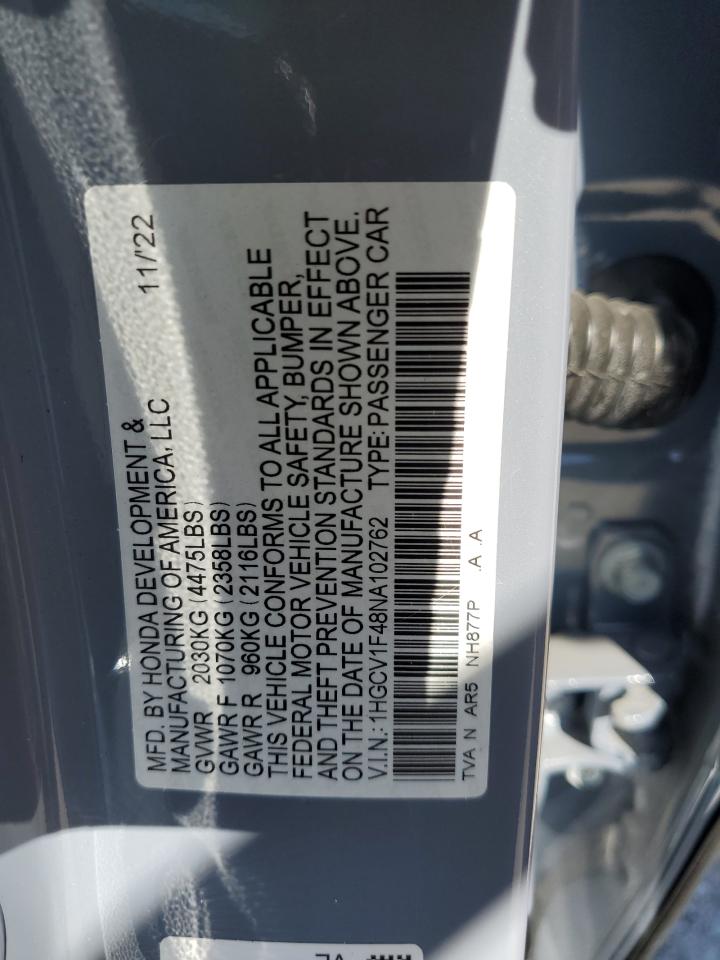 MFD. BY HONDA DEVELOPMENT & 11/'22
MANUFACTURING OF AMERICA, LLC
GVWR 2030KG (4475LBS)
GAWR F 1070KG (2358LBS)
GAWR R 960KG (2116LBS)
THIS VEHICLE CONFORMS TO ALL APPLICABLE
FEDERAL MOTOR VEHICLE SAFETY, BUMPER,
AND THEFT PREVENTION STANDARDS IN EFFECT
ON THE DATE OF MANUFACTURE SHOWN ABOVE.
V.I.N.: 1HGCV1F48NA102762 TYPE: PASSENGER CAR
TVA N AR5 NH877P .A .A